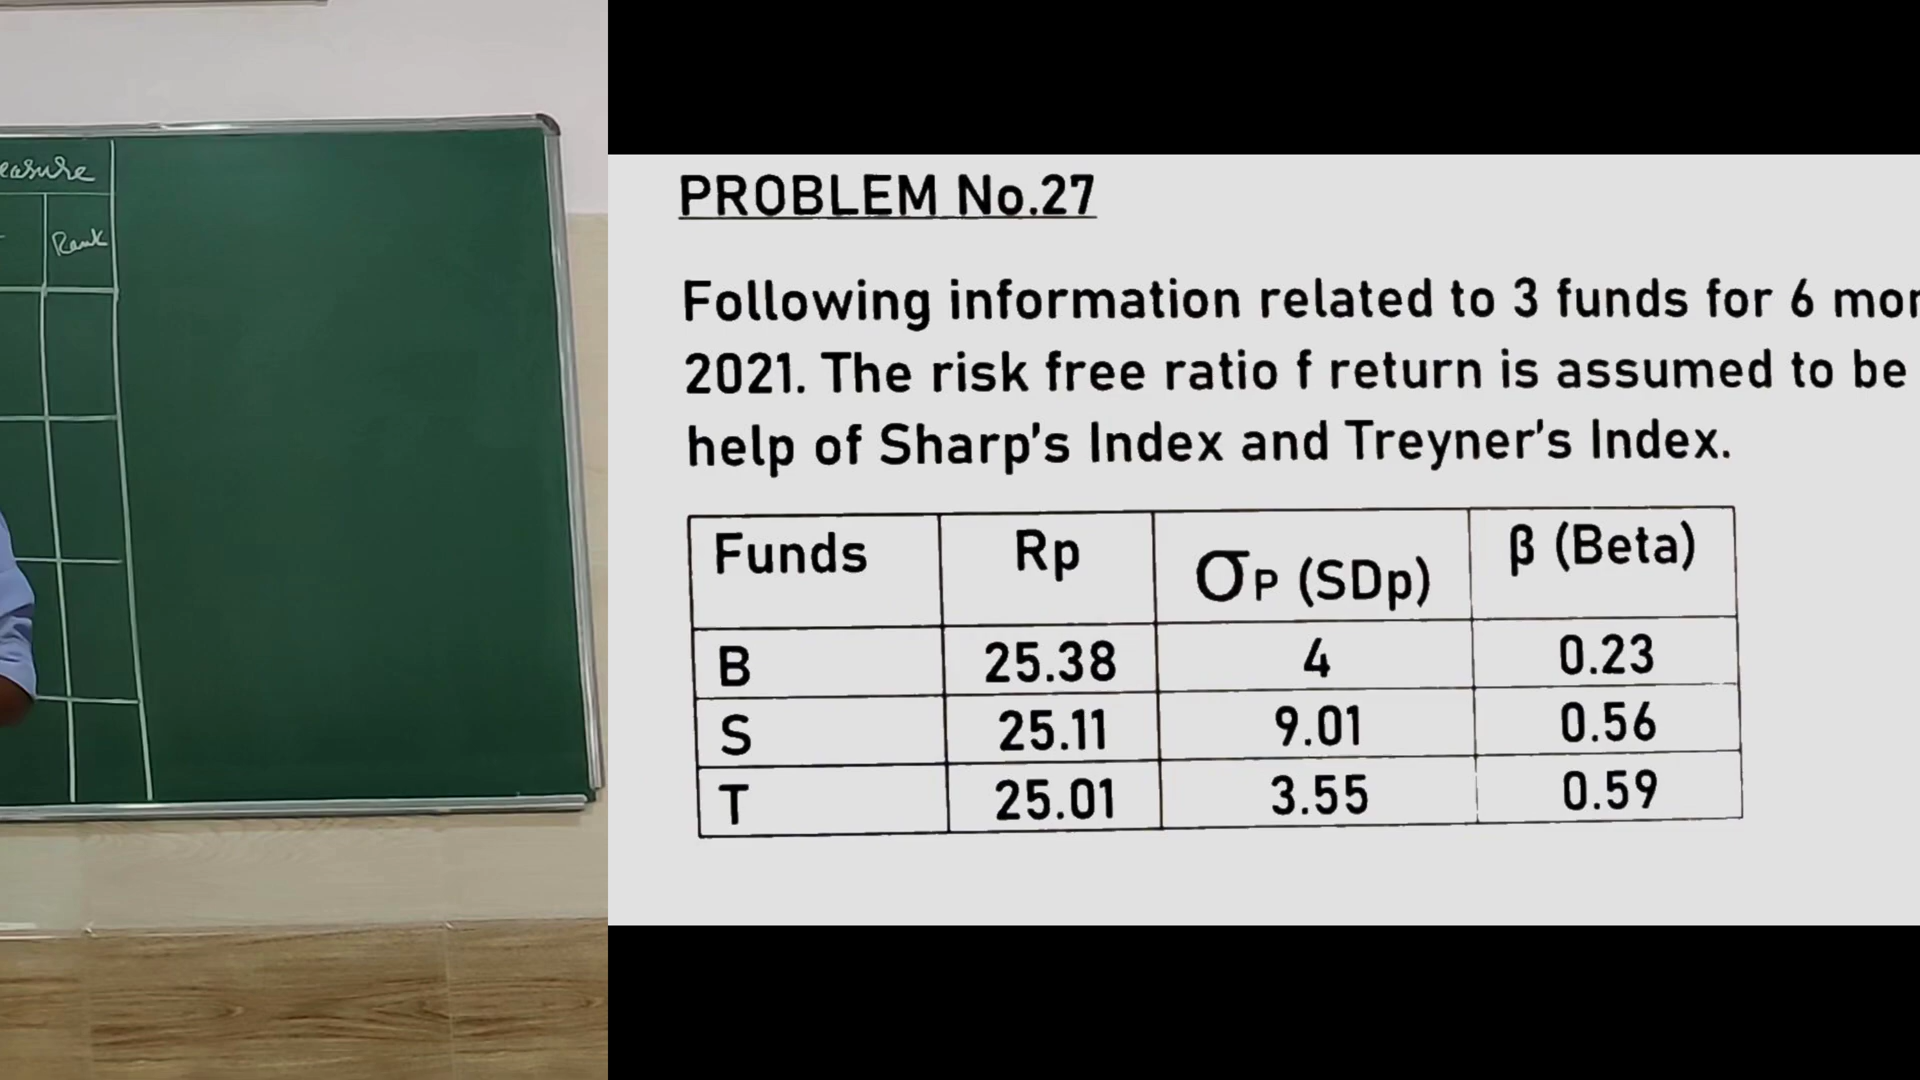 Rank
PROBLEM No.27
Following information related to 3 funds for 6
2021. The risk free ratio f return is assumed to be
help of Sharp's Index and Treyner's Index.
Funds Rp σP (SDp) β (Beta)
B 25.38 4 0.23
S 25.11 9.01 0.56
T 25.01 3.55 0.59